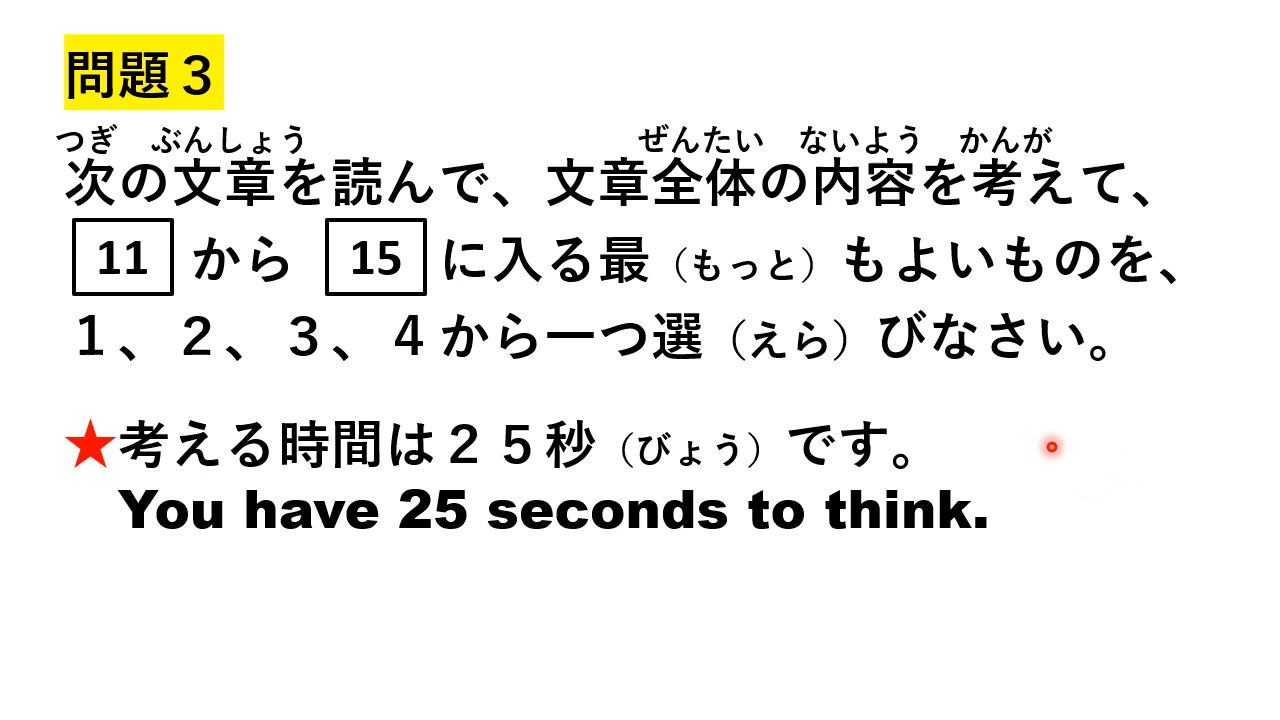 問題３
つぎ　ぶんしょう　ぜんたい　ないよう　かんが
次の文章を読んで、文章全体の内容を考えて、
11 から 15 に入る最（もっと）もよいものを、
１、２、３、４から一つ選（えら）びなさい。
★考える時間は２５秒（びょう）です。
You have 25 seconds to think.